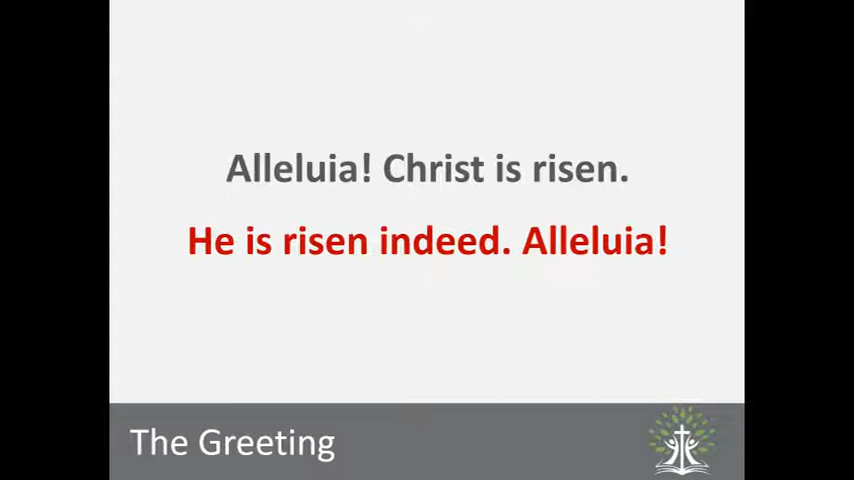 Alleluia! Christ is risen.
He is risen indeed. Alleluia!
The Greeting